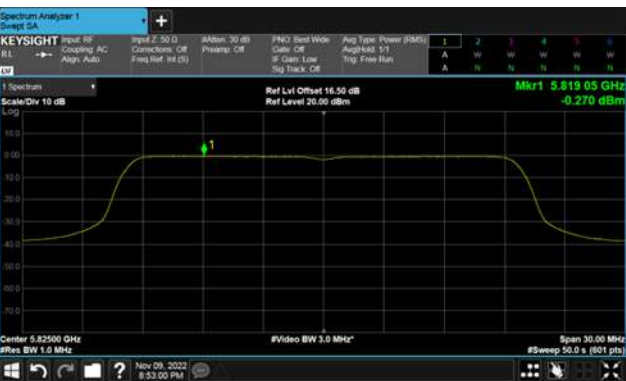 Spectrum Analyzer 1
Swept SA
+
KEYSIGHT Input: RF Input Z: 50 Ω #Atten: 30 dB PNO: Best Wide Avg Type: Power (RMS) 1 2 3 4 5 6
RL Coupling: AC Corrections: Off Preamp: Off Gate: Off Avg|Hold: 1/1 A W W W W W
Align: Auto Freq Ref: Int (S) IF Gain: Low Trig: Free Run
LVI Sig Track: Off A N N N N N
1 Spectrum Ref Lvl Offset 16.50 dB Mkr1 5.819 05 GHz
Scale/Div 10 dB Ref Level 20.00 dBm -0.270 dBm
Log
10.0
1
0.00
-10.0
-20.0
-30.0
-40.0
-50.0
-60.0
-70.0
Center 5.82500 GHz #Video BW 3.0 MHz* Span 30.00 MHz
#Res BW 1.0 MHz #Sweep 50.0 s (601 pts)
? Nov 09, 2022
8:53:00 PM